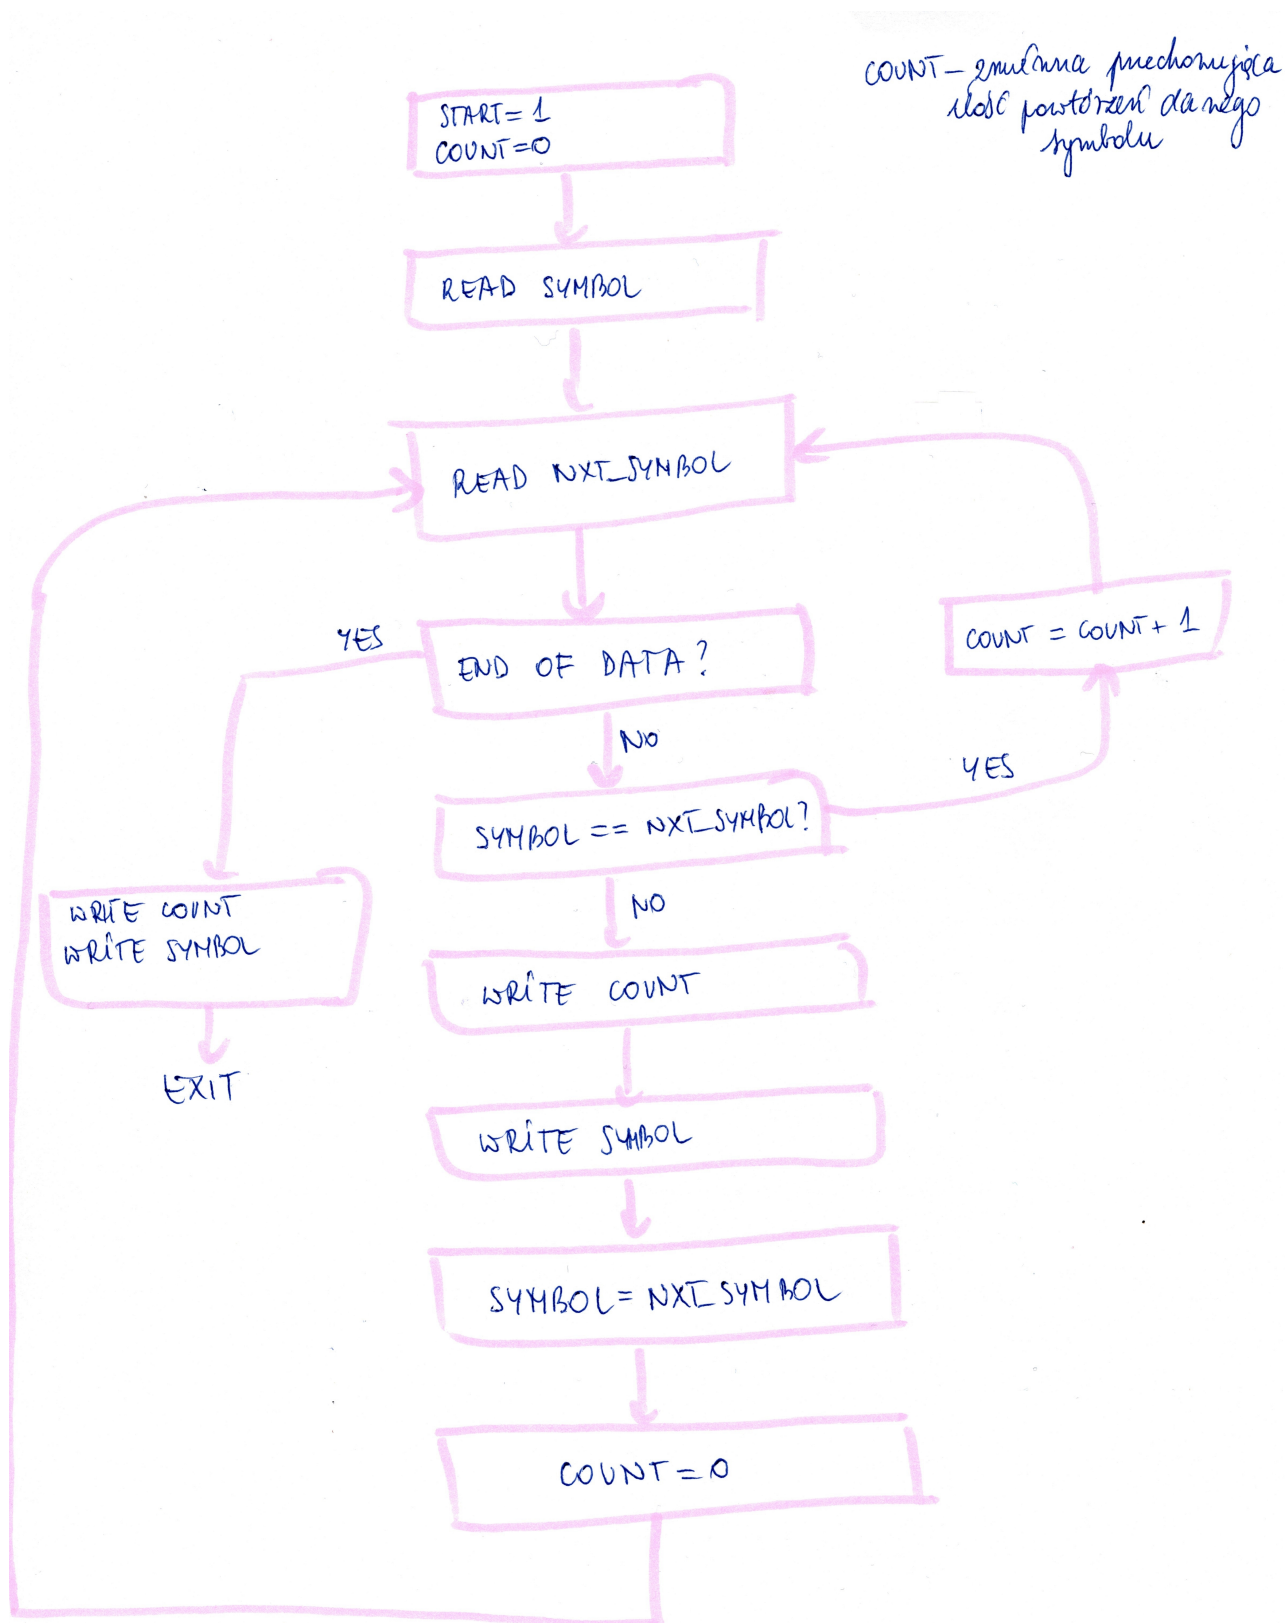 COUNT – zmienna przechowująca
ilość powtórzeń danego
symbolu
START = 1
COUNT = 0
READ SYMBOL
READ NXT_SYMBOL
END OF DATA?
YES
NO
COUNT = COUNT + 1
SYMBOL == NXT_SYMBOL?
YES
NO
WRITE COUNT
WRITE SYMBOL
EXIT
WRITE COUNT
WRITE SYMBOL
SYMBOL = NXT_SYMBOL
COUNT = 0